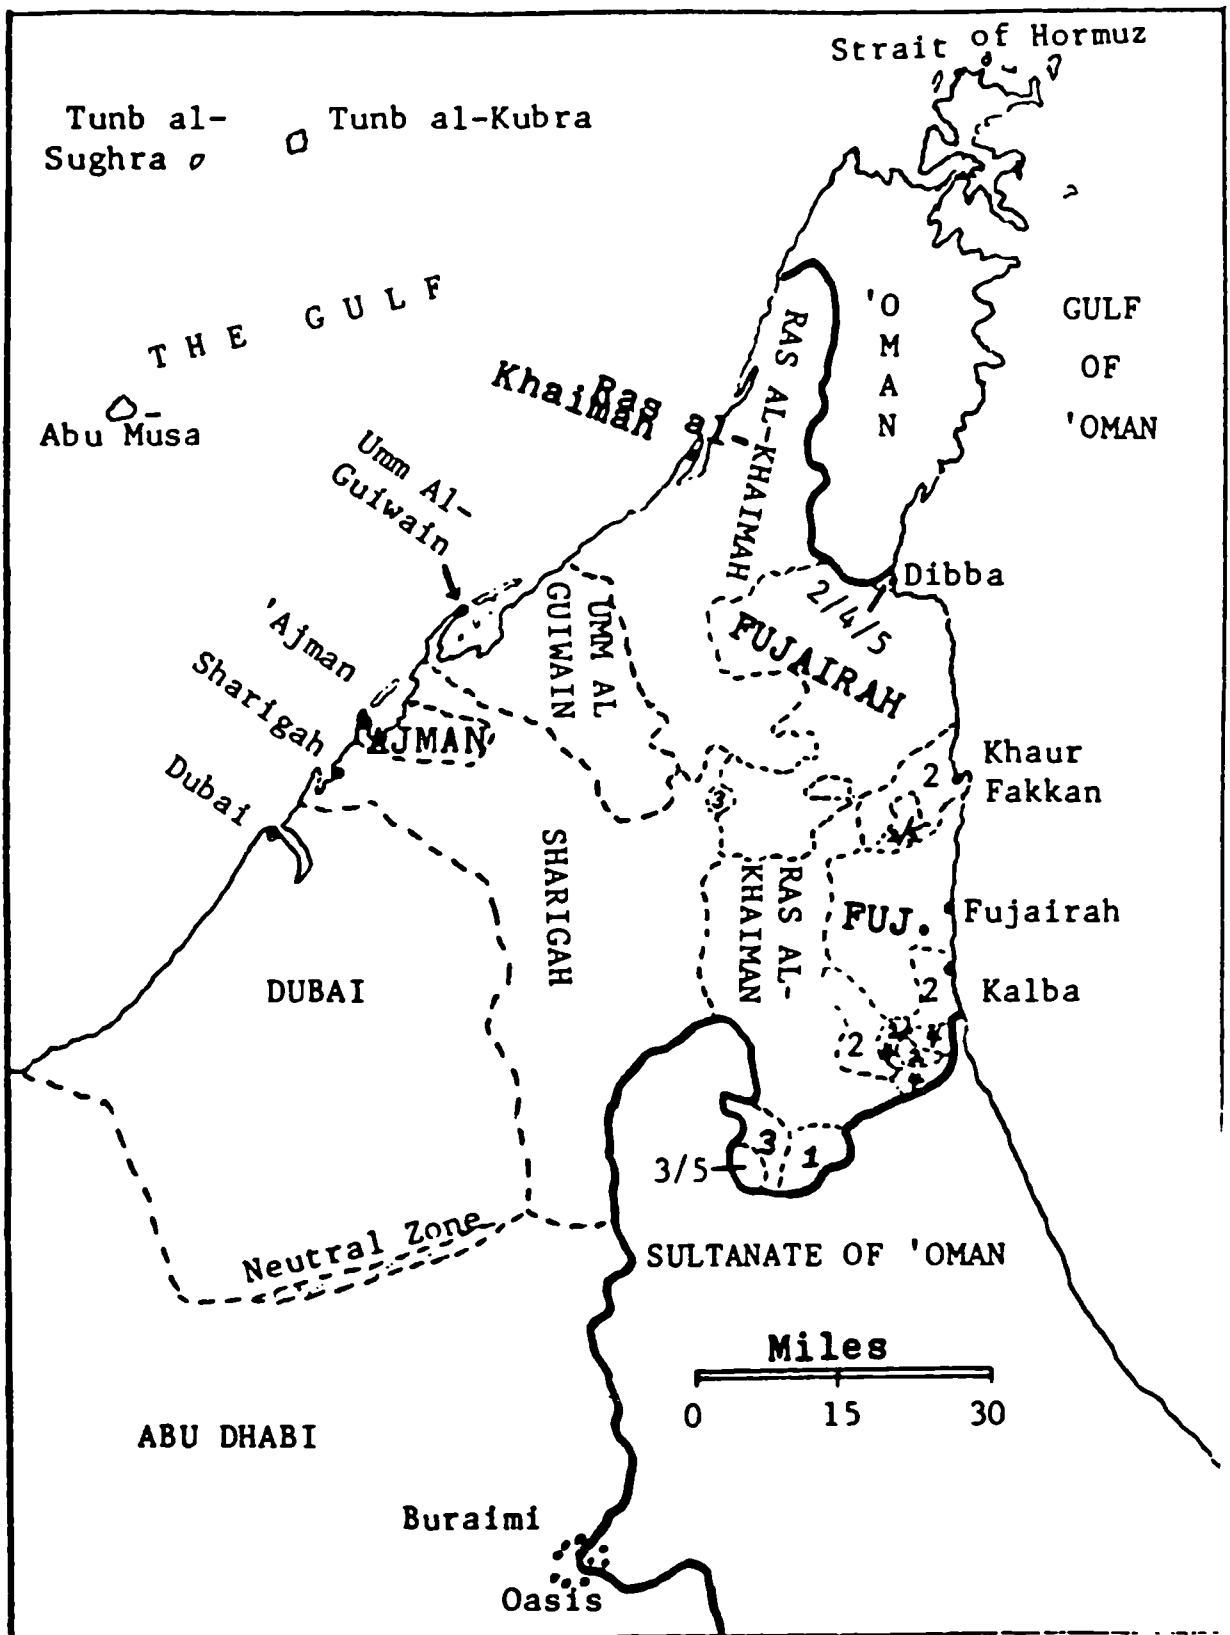 Strait of Hormuz
Tunb al-
Sughra
Tunb al-Kubra
THE GULF
'OMAN
GULF
OF
'OMAN
RAS AL-KHAIMAH
Ras al-
Khaimah
Abu Musa
Umm Al-
Guiwain
Dibba
2/4/5
'Ajman
UMM AL
GUIWAIN
FUJAIRAH
Sharigah
AJMAN
Dubai
2
Khaur
Fakkan
3
SHARIGAH
RAS AL-
KHAIMAN
FUJ.
Fujairah
DUBAI
2
Kalba
2
3
1
3/5
Neutral Zone
SULTANATE OF 'OMAN
Miles
0 15 30
ABU DHABI
Buraimi
Oasis